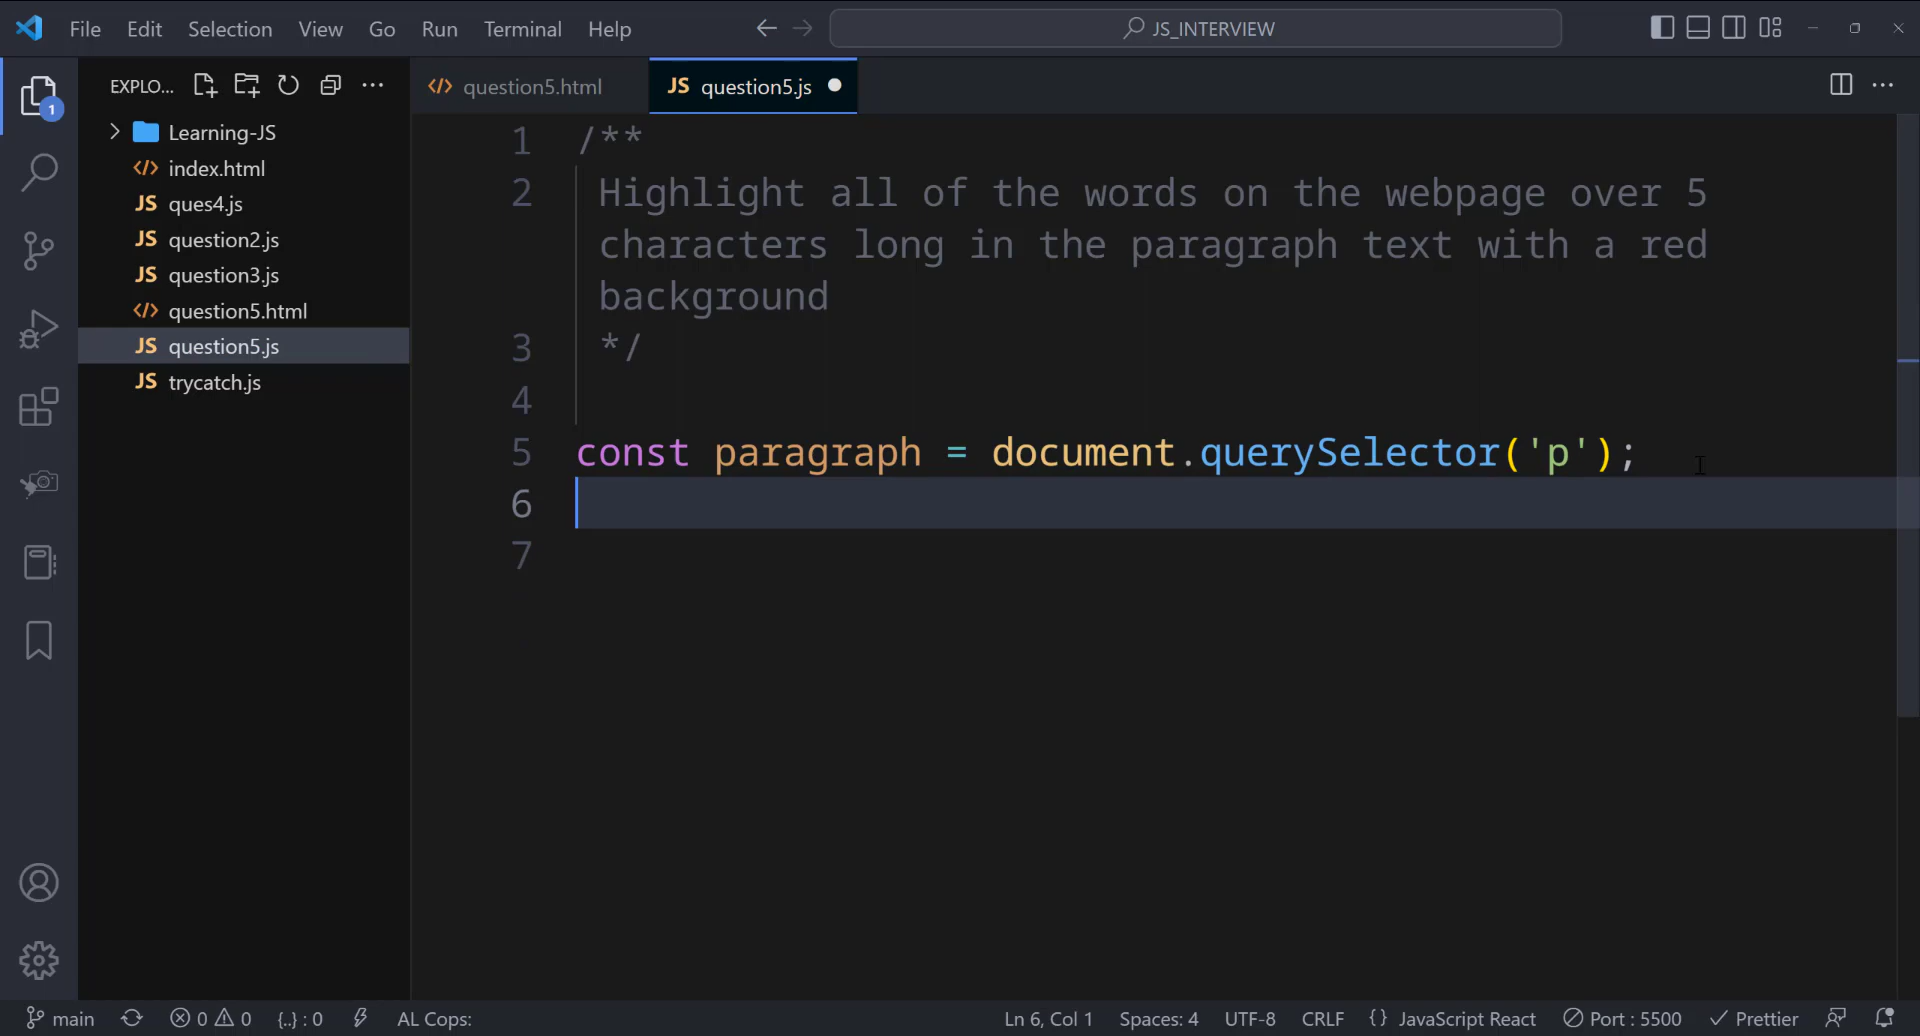 File Edit Selection View Go Run Terminal Help
JS_INTERVIEW
EXPLO...
1
Learning-JS
index.html
JS ques4.js
JS question2.js
JS question3.js
question5.html
JS question5.js
JS trycatch.js
question5.html
JS question5.js
1 /**
2 Highlight all of the words on the webpage over 5
characters long in the paragraph text with a red
background
3 */
4
5 const paragraph = document.querySelector('p');
6
7
main 0 0 {..} : 0 AL Cops: Ln 6, Col 1 Spaces: 4 UTF-8 CRLF {} JavaScript React Port : 5500 Prettier